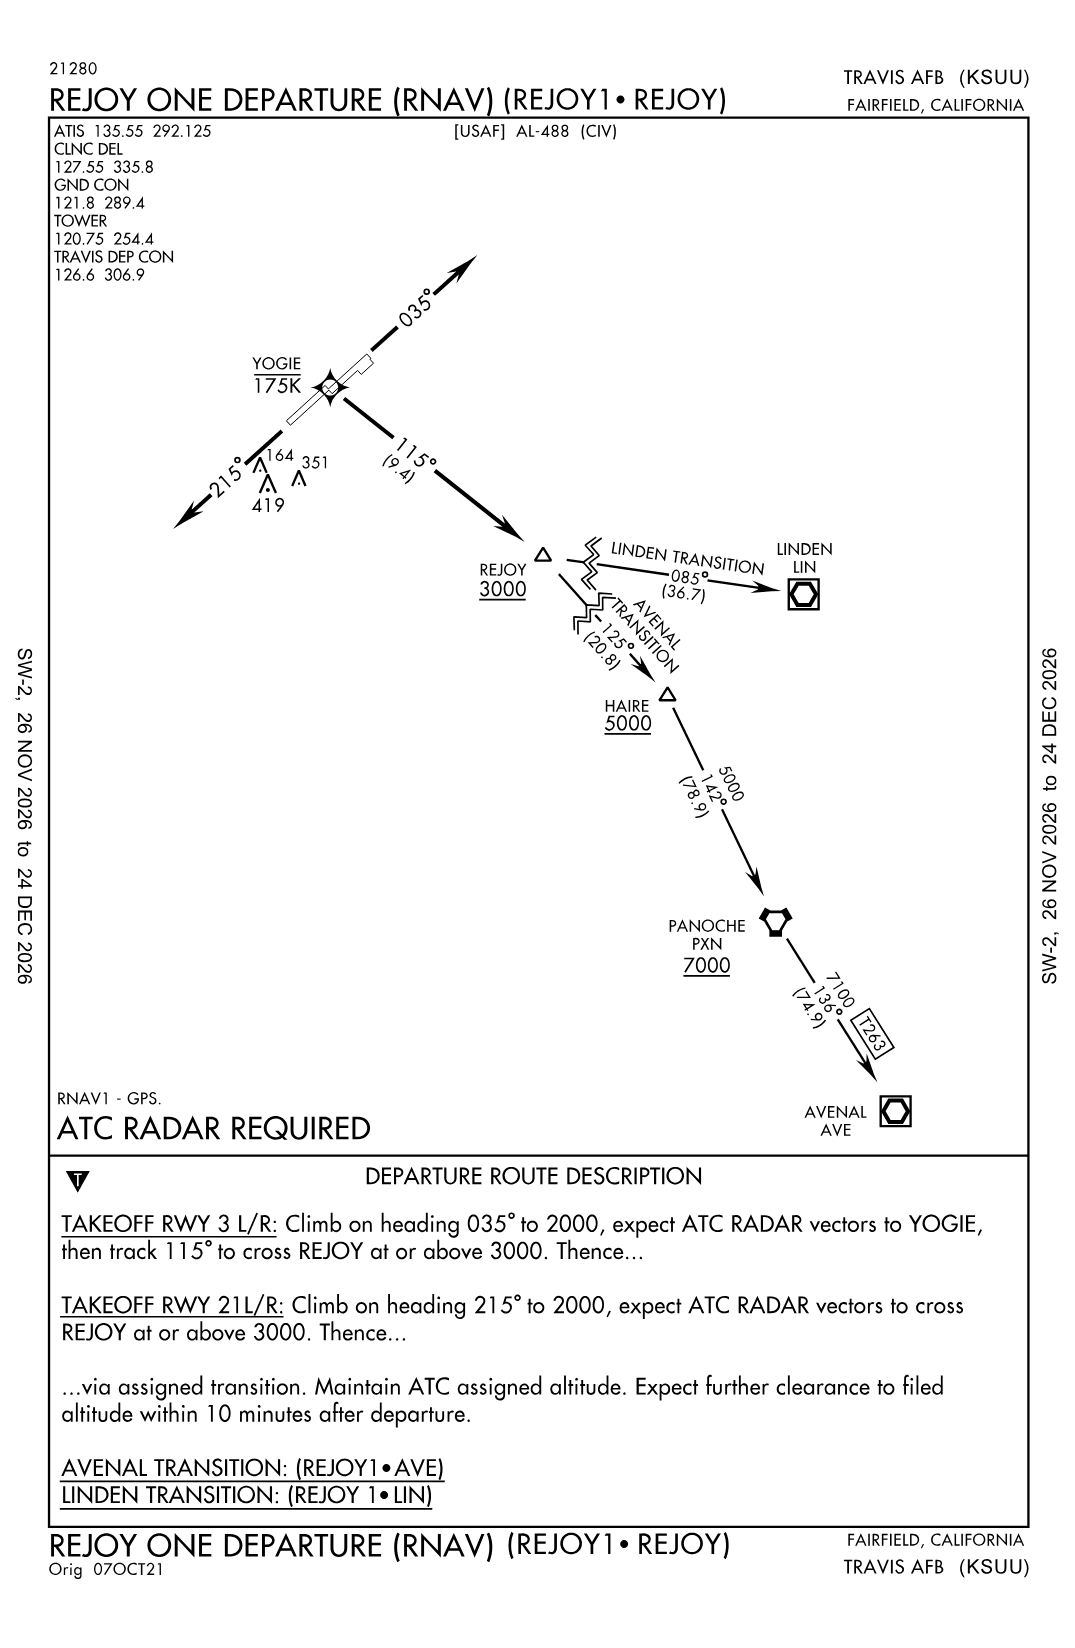 21280
REJOY ONE DEPARTURE (RNAV) (REJOY1•REJOY)
TRAVIS AFB (KSUU)
FAIRFIELD, CALIFORNIA
ATIS 135.55 292.125
[USAF] AL-488 (CIV)
CLNC DEL
127.55 335.8
GND CON
121.8 289.4
TOWER
120.75 254.4
TRAVIS DEP CON
126.6 306.9
035°
YOGIE
175K
115°
(9.4)
215°
164
351
419
REJOY
3000
LINDEN TRANSITION
085°
(36.7)
LINDEN
LIN
AVENAL
TRANSITION
125°
(20.8)
HAIRE
5000
5000
142°
(78.9)
PANOCHE
PXN
7000
7100
136°
(74.9)
T263
AVENAL
AVE
SW-2, 26 NOV 2026 to 24 DEC 2026
SW-2, 26 NOV 2026 to 24 DEC 2026
RNAV1 - GPS.
ATC RADAR REQUIRED
T
DEPARTURE ROUTE DESCRIPTION
TAKEOFF RWY 3 L/R: Climb on heading 035° to 2000, expect ATC RADAR vectors to YOGIE,
then track 115° to cross REJOY at or above 3000. Thence...
TAKEOFF RWY 21L/R: Climb on heading 215° to 2000, expect ATC RADAR vectors to cross
REJOY at or above 3000. Thence...
...via assigned transition. Maintain ATC assigned altitude. Expect further clearance to filed
altitude within 10 minutes after departure.
AVENAL TRANSITION: (REJOY1•AVE)
LINDEN TRANSITION: (REJOY 1•LIN)
REJOY ONE DEPARTURE (RNAV) (REJOY1•REJOY)
Orig 07OCT21
FAIRFIELD, CALIFORNIA
TRAVIS AFB (KSUU)